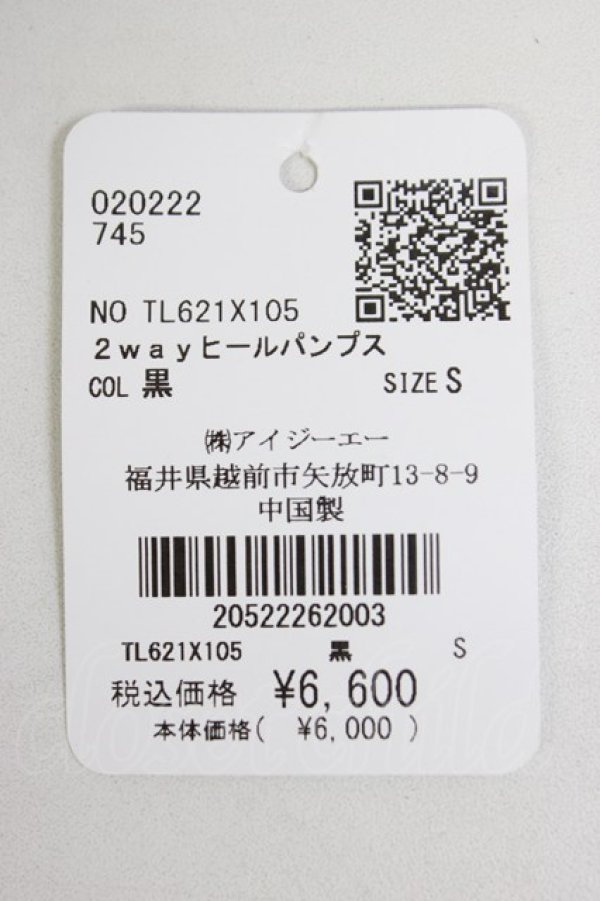 020222
745
NO TL621X105
2wayヒールパンプス
COL 黒 SIZE S
㈱アイジーエー
福井県越前市矢放町13-8-9
中国製
20522262003
TL621X105 黒 S
税込価格 ¥6,600
本体価格( ¥6,000 )
closet child